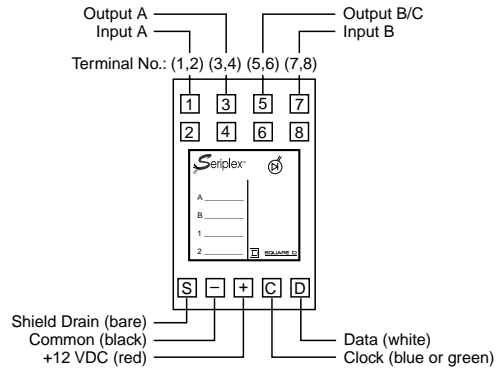 Output A
Output B/C
Input A
Input B
Terminal No.: (1,2) (3,4) (5,6) (7,8)
1 3 5 7
2 4 6 8
Seriplex™
A
B
1
2
SQUARE D
S – + C D
Shield Drain (bare)
Common (black)
Data (white)
+12 VDC (red)
Clock (blue or green)